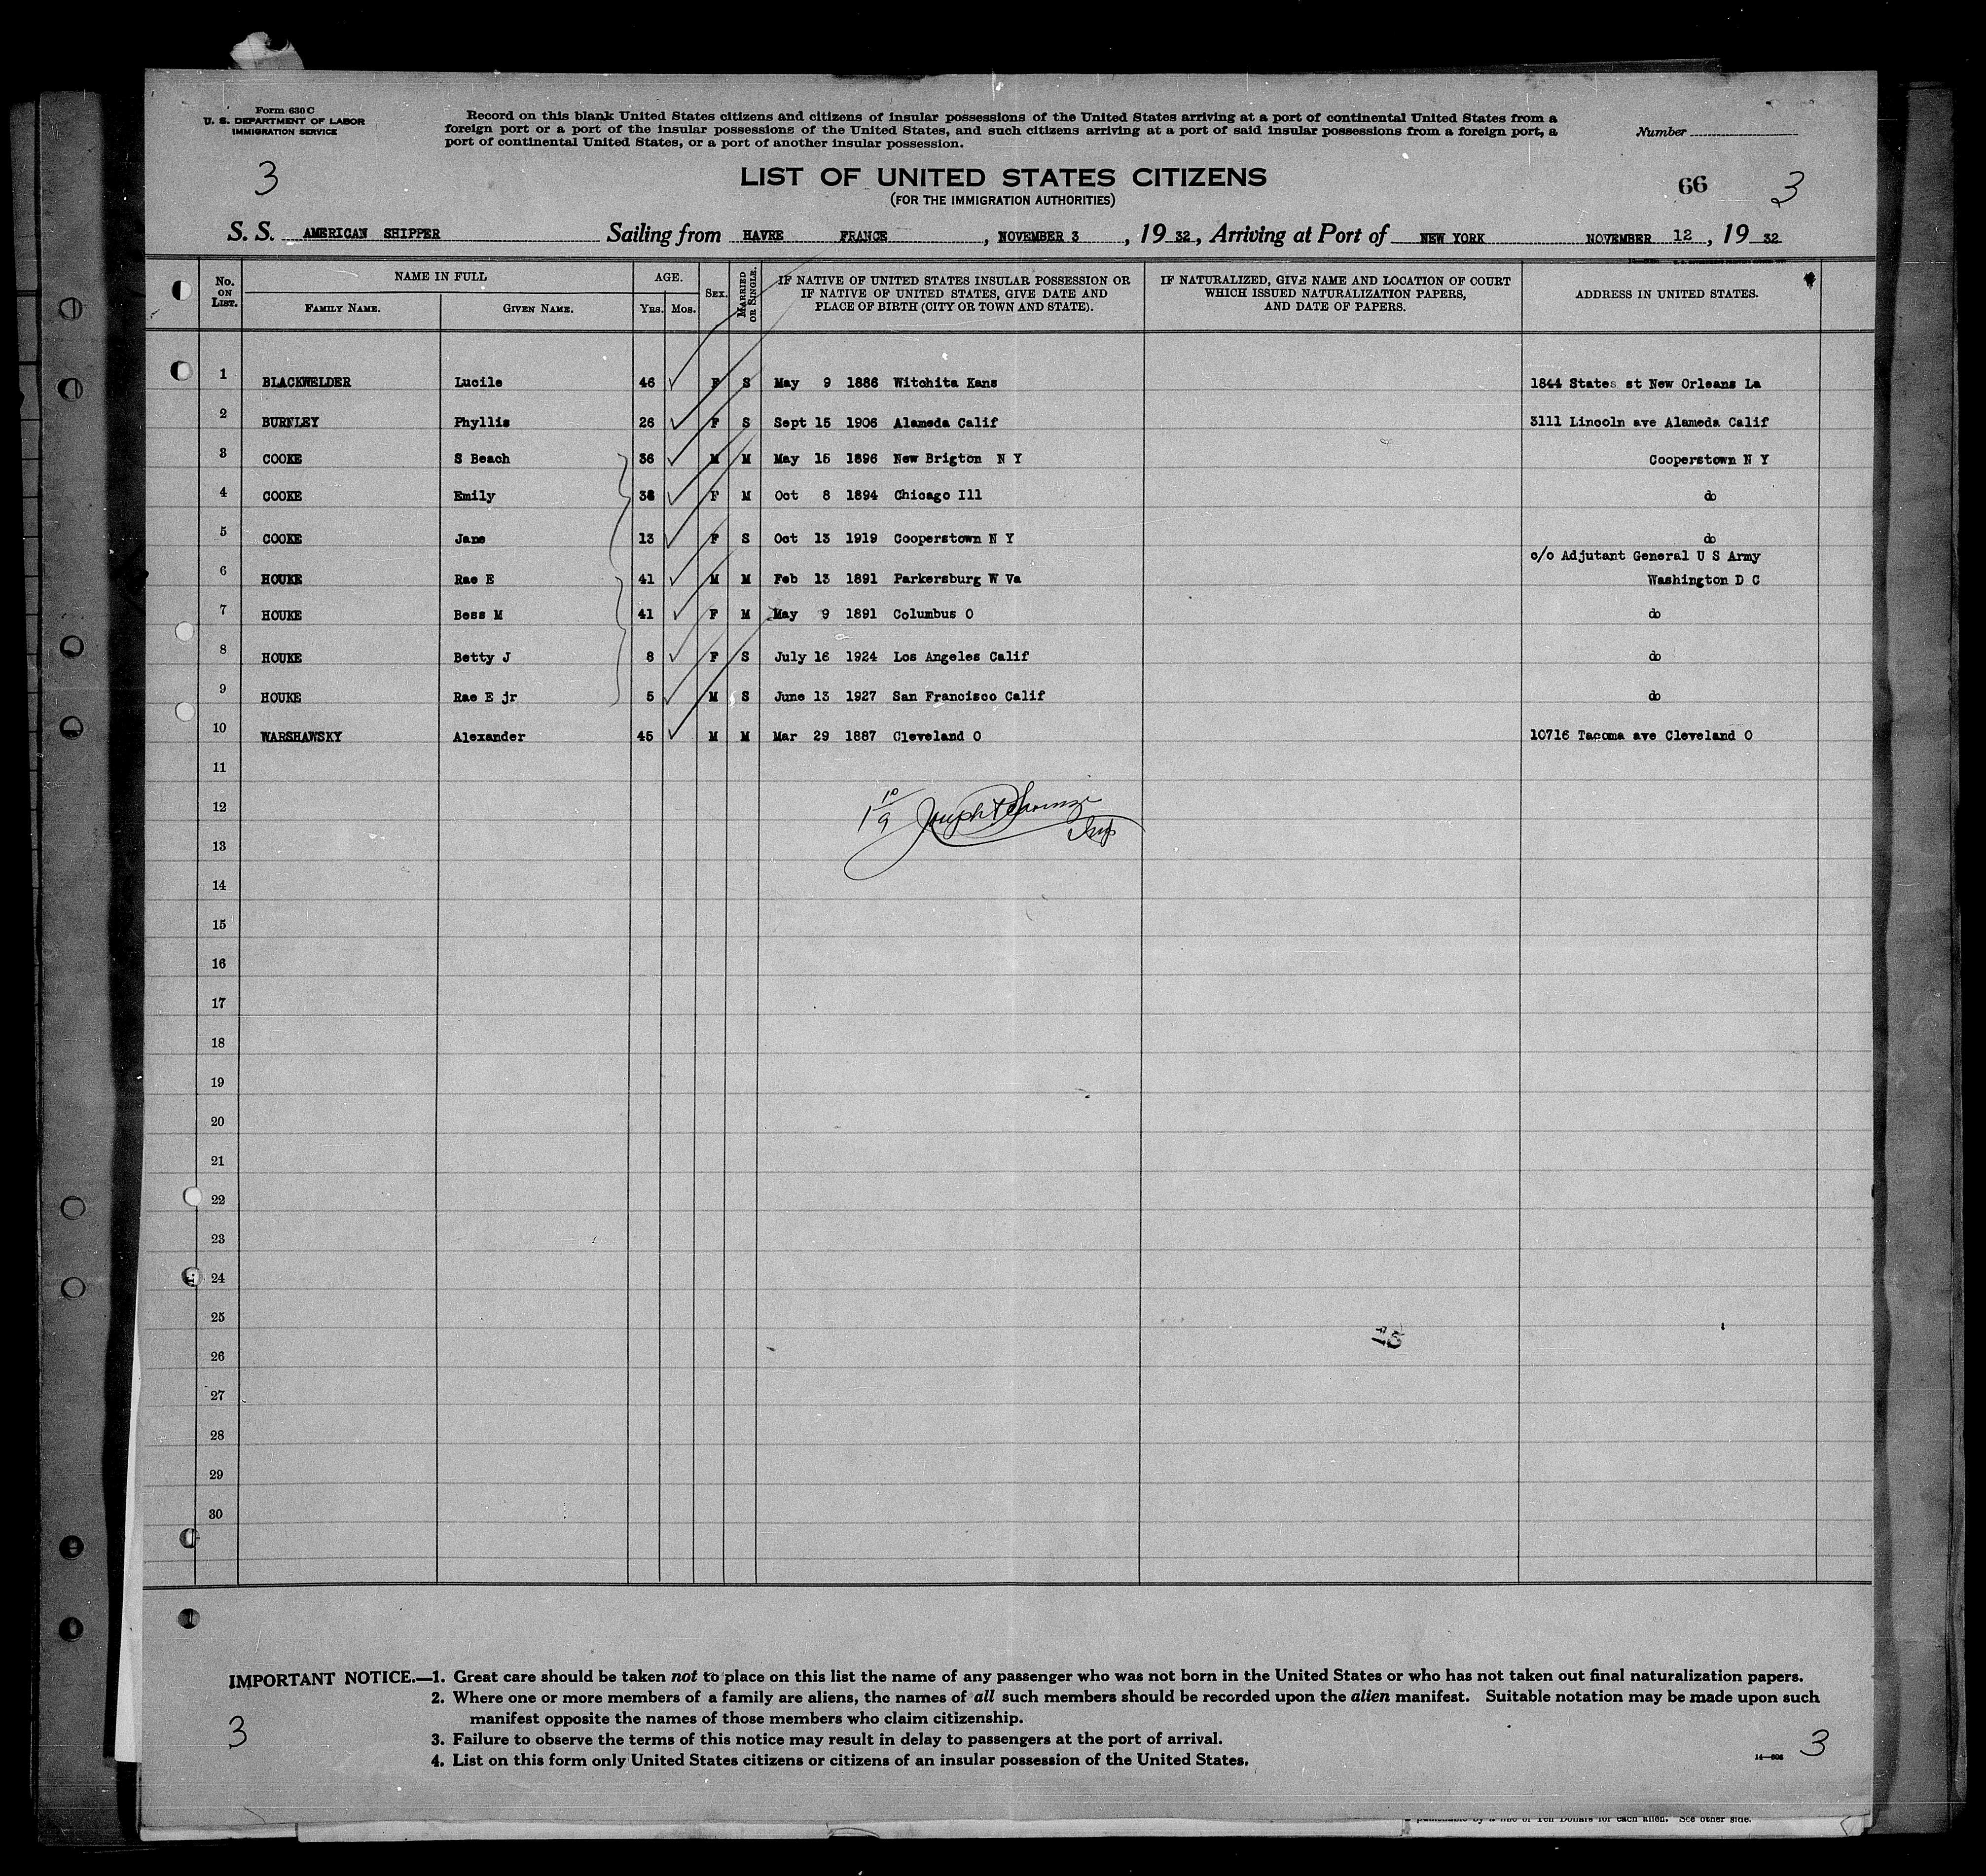 Form 630 C
U. S. DEPARTMENT OF LABOR
IMMIGRATION SERVICE
Record on this blank United States citizens and citizens of insular possessions of the United States arriving at a port of continental United States from a
foreign port or a port of the insular possessions of the United States, and such citizens arriving at a port of said insular possessions from a foreign port, a
port of continental United States, or a port of another insular possession.
Number
3
LIST OF UNITED STATES CITIZENS
(FOR THE IMMIGRATION AUTHORITIES)
66 3
S. S. AMERICAN SHIPPER Sailing from HAVRE FRANCE, NOVEMBER 3, 19 32, Arriving at Port of NEW YORK NOVEMBER 12, 19 32
No. ON LIST. NAME IN FULL FAMILY NAME. GIVEN NAME. AGE. YRS. MOS. SEX. MARRIED OR SINGLE. IF NATIVE OF UNITED STATES INSULAR POSSESSION OR IF NATIVE OF UNITED STATES, GIVE DATE AND PLACE OF BIRTH (CITY OR TOWN AND STATE). IF NATURALIZED, GIVE NAME AND LOCATION OF COURT WHICH ISSUED NATURALIZATION PAPERS, AND DATE OF PAPERS. ADDRESS IN UNITED STATES.
1 BLACKWELDER Lucile 46 F S May 9 1886 Witchita Kans 1844 States st New Orleans La
2 BURNLEY Phyllis 26 F S Sept 15 1906 Alameda Calif 3111 Lincoln ave Alameda Calif
3 COOKE S Beach 36 M M May 15 1896 New Brigton N Y Cooperstown N Y
4 COOKE Emily 38 F M Oct 8 1894 Chicago Ill do
5 COOKE Jane 13 F S Oct 13 1919 Cooperstown N Y do
c/o Adjutant General U S Army
6 HOUKE Rae E 41 M M Feb 13 1891 Parkersburg W Va Washington D C
7 HOUKE Bess M 41 F M May 9 1891 Columbus O do
8 HOUKE Betty J 8 F S July 16 1924 Los Angeles Calif do
9 HOUKE Rae E jr 5 M S June 13 1927 San Francisco Calif do
10 WARSHAWSKY Alexander 45 M M Mar 29 1887 Cleveland O 10716 Tacoma ave Cleveland O
11
12
13
14
15
16
17
18
19
20
21
22
23
24
25
26
27
28
29
30
IMPORTANT NOTICE.—1. Great care should be taken not to place on this list the name of any passenger who was not born in the United States or who has not taken out final naturalization papers.
2. Where one or more members of a family are aliens, the names of all such members should be recorded upon the alien manifest. Suitable notation may be made upon such
manifest opposite the names of those members who claim citizenship.
3. Failure to observe the terms of this notice may result in delay to passengers at the port of arrival.
4. List on this form only United States citizens or citizens of an insular possession of the United States.
3 3